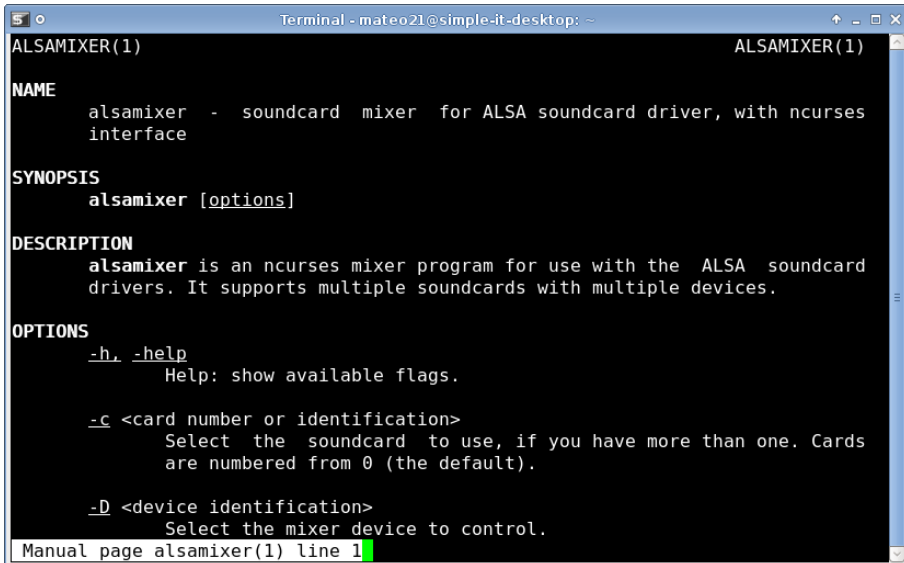 Terminal - mateo21@simple-it-desktop: ~
ALSAMIXER(1) ALSAMIXER(1)
NAME
alsamixer - soundcard mixer for ALSA soundcard driver, with ncurses
interface
SYNOPSIS
alsamixer [options]
DESCRIPTION
alsamixer is an ncurses mixer program for use with the ALSA soundcard
drivers. It supports multiple soundcards with multiple devices.
OPTIONS
-h, -help
Help: show available flags.
-c <card number or identification>
Select the soundcard to use, if you have more than one. Cards
are numbered from 0 (the default).
-D <device identification>
Select the mixer device to control.
Manual page alsamixer(1) line 1